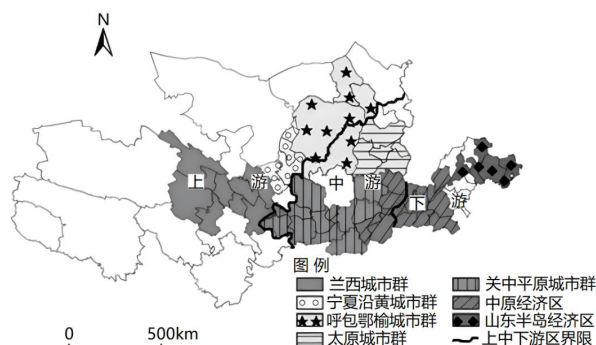 N
上 游 中 游 下 游
图 例
兰西城市群 关中平原城市群
宁夏沿黄城市群 中原经济区
呼包鄂榆城市群 山东半岛经济区
太原城市群 上中下游区界限
0 500km